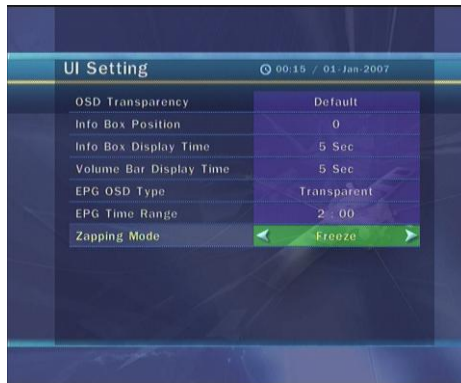 UI Setting 00:15 / 01-Jan-2007
OSD Transparency Default
Info Box Position 0
Info Box Display Time 5 Sec
Volume Bar Display Time 5 Sec
EPG OSD Type Transparent
EPG Time Range 2 : 00
Zapping Mode Freeze